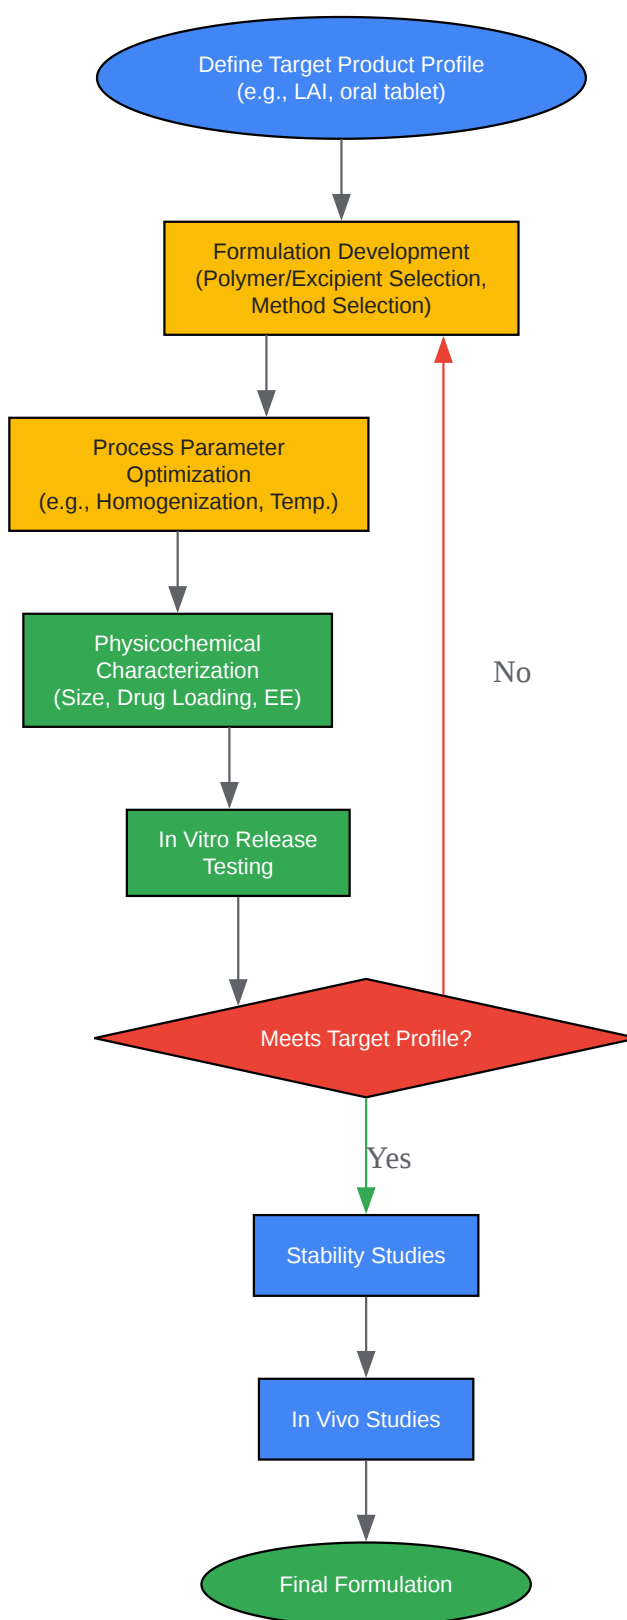 Define Target Product Profile
(e.g., LAI, oral tablet)
Formulation Development
(Polymer/Excipient Selection,
Method Selection)
Process Parameter
Optimization
(e.g., Homogenization, Temp.)
Physicochemical
Characterization
(Size, Drug Loading, EE)
No
In Vitro Release
Testing
Meets Target Profile?
Yes
Stability Studies
In Vivo Studies
Final Formulation